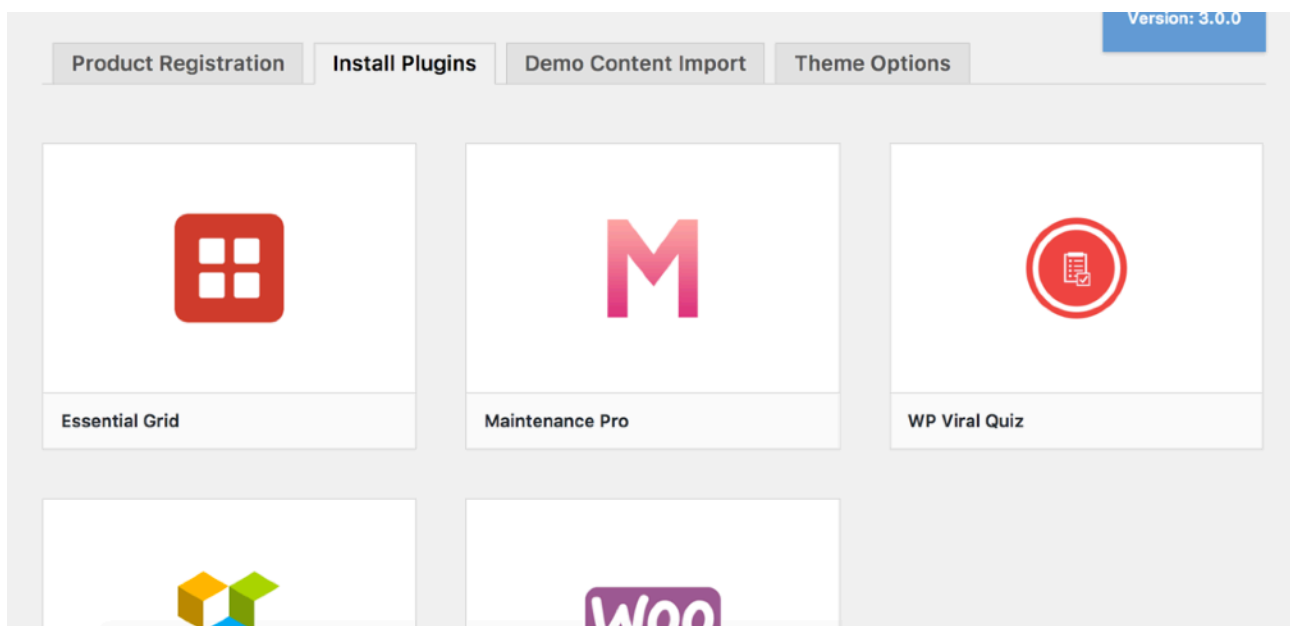 Version: 3.0.0
Product Registration Install Plugins Demo Content Import Theme Options
M
Essential Grid Maintenance Pro WP Viral Quiz
Woo